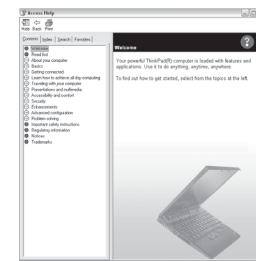 Access Help
Hide Back Print
Contents Index Search Favorites
Welcome
Read first
About your computer
Basics
Getting connected
Learn how to achieve all-day computing
Traveling with your computer
Presentations and multimedia
Accessibility and comfort
Security
Enhancements
Advanced configuration
Problem solving
Important safety instructions
Regulatory information
Notices
Trademarks
?
Welcome
Your powerful ThinkPad(R) computer is loaded with features and
applications. Use it to do anything, anytime, anywhere.
To find out how to get started, select from the topics at the left.